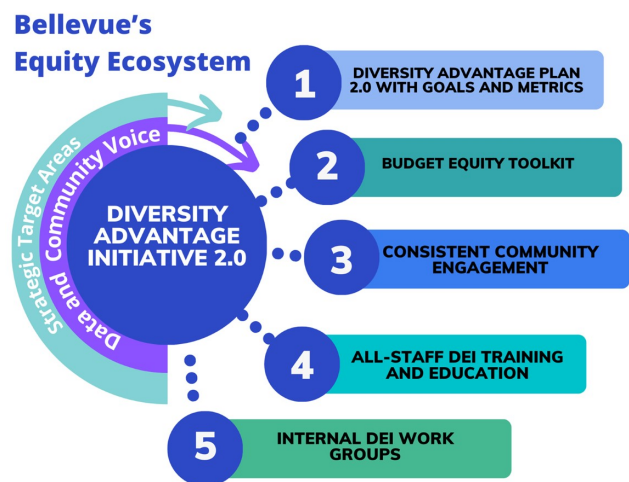 Bellevue's
Equity Ecosystem
Strategic Target Areas
Data and Community Voice
DIVERSITY
ADVANTAGE
INITIATIVE 2.0
1
DIVERSITY ADVANTAGE PLAN
2.0 WITH GOALS AND METRICS
2
BUDGET EQUITY TOOLKIT
3
CONSISTENT COMMUNITY
ENGAGEMENT
4
ALL-STAFF DEI TRAINING
AND EDUCATION
5
INTERNAL DEI WORK
GROUPS